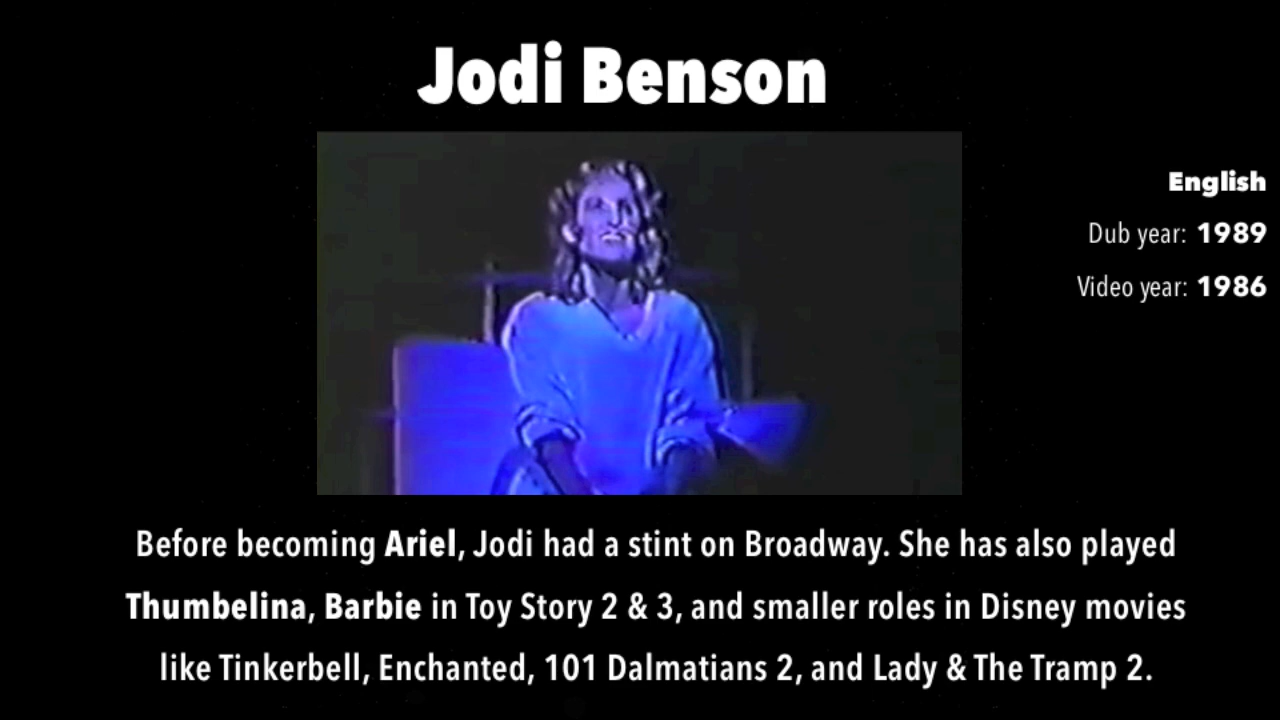 Jodi Benson
English
Dub year: 1989
Video year: 1986
Before becoming Ariel, Jodi had a stint on Broadway. She has also played
Thumbelina, Barbie in Toy Story 2 & 3, and smaller roles in Disney movies
like Tinkerbell, Enchanted, 101 Dalmatians 2, and Lady & The Tramp 2.